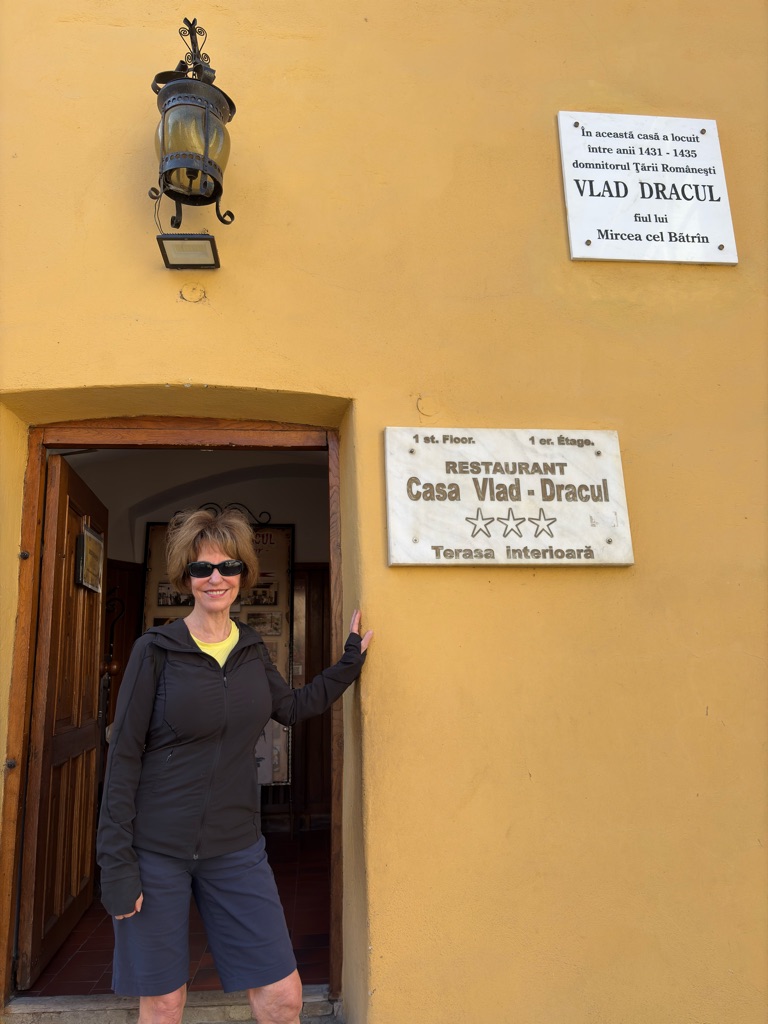 În această casă a locuit
între anii 1431 - 1435
domnitorul Ţării Româneşti
VLAD DRACUL
fiul lui
Mircea cel Bătrîn
1 st. Floor. 1 er. Étage.
RESTAURANT
Casa Vlad - Dracul
Terasa interioară